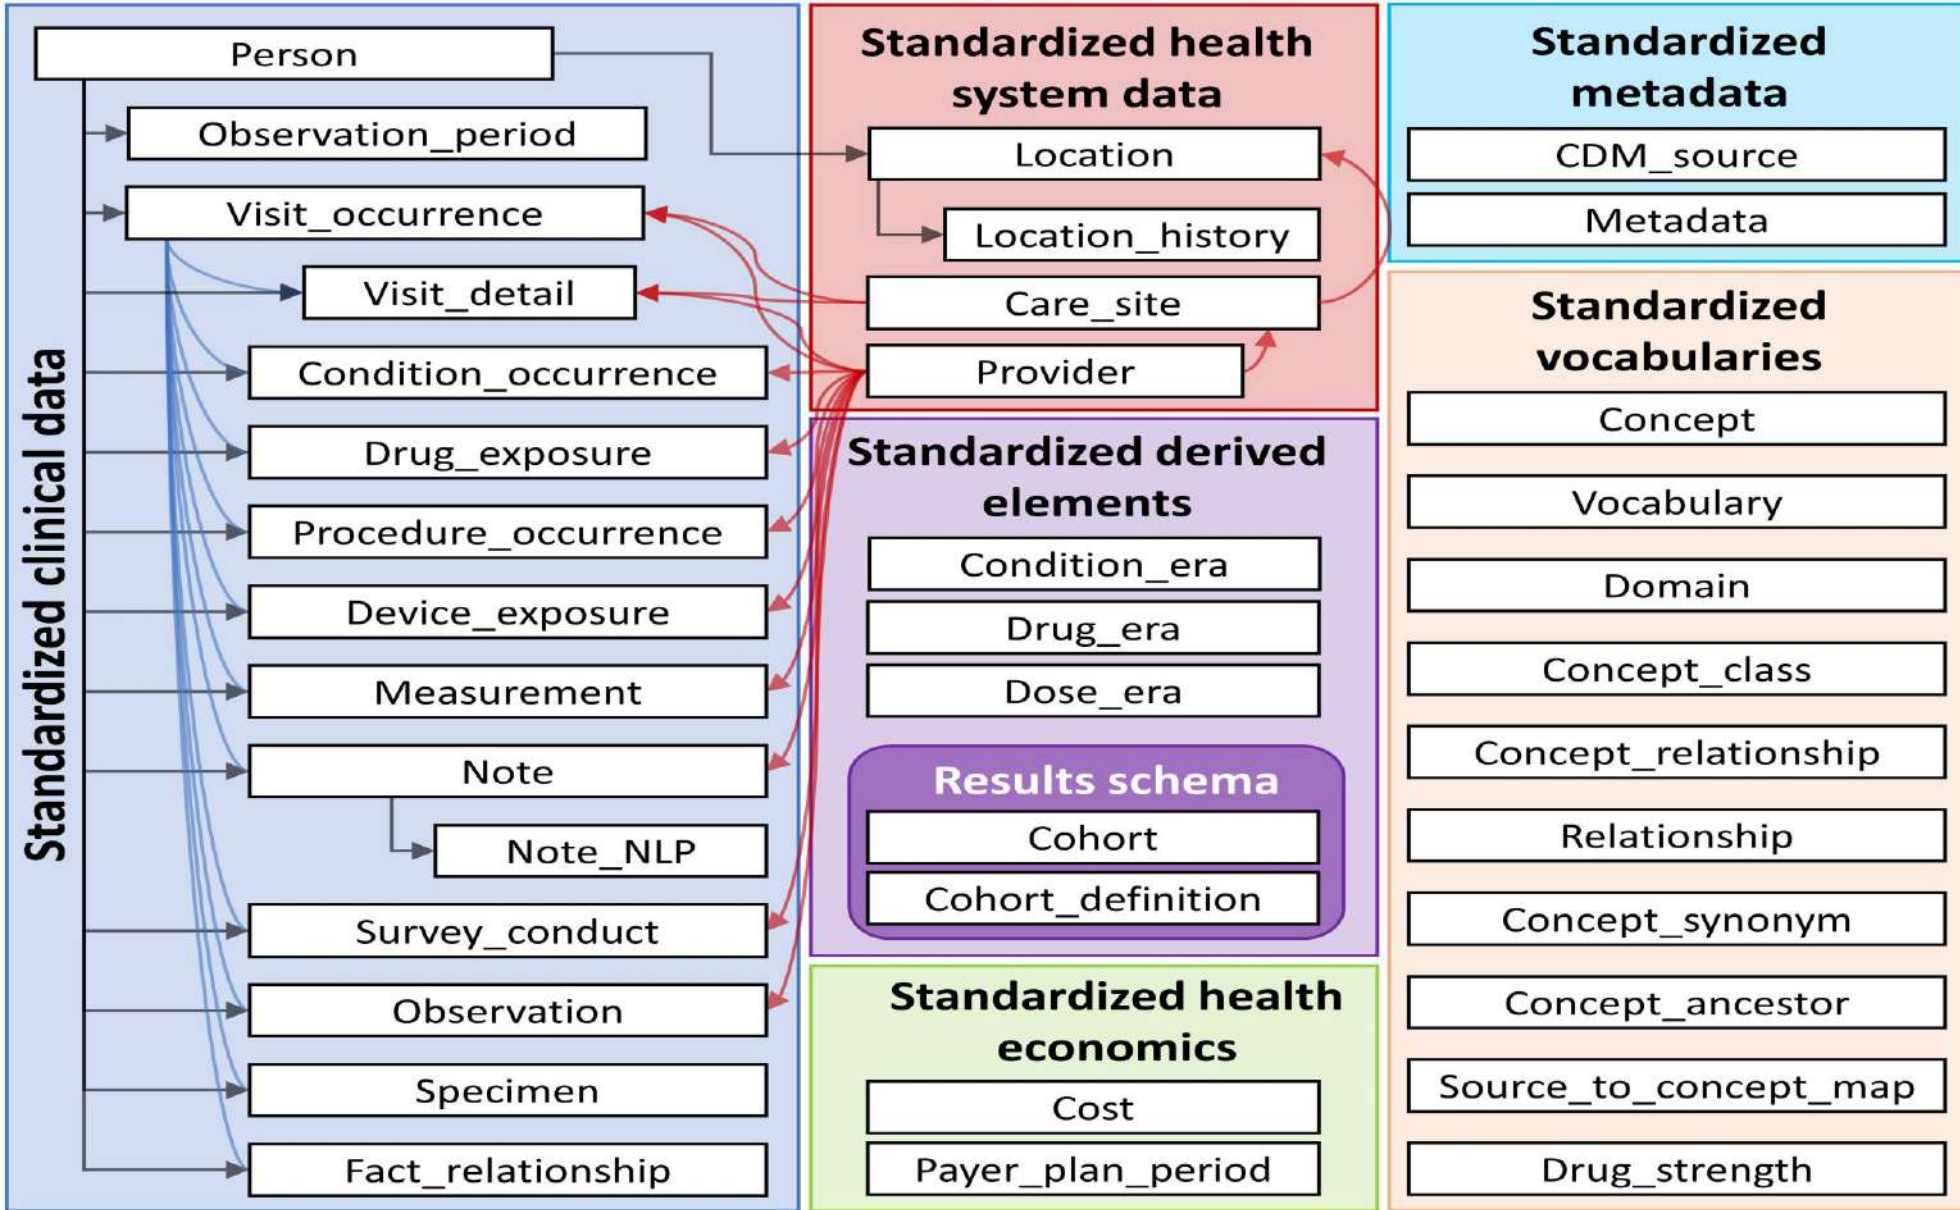 Standardized clinical data
Person
Observation_period
Visit_occurrence
Visit_detail
Condition_occurrence
Drug_exposure
Procedure_occurrence
Device_exposure
Measurement
Note
Note_NLP
Survey_conduct
Observation
Specimen
Fact_relationship
Standardized health
system data
Location
Location_history
Care_site
Provider
Standardized derived
elements
Condition_era
Drug_era
Dose_era
Results schema
Cohort
Cohort_definition
Standardized health
economics
Cost
Payer_plan_period
Standardized
metadata
CDM_source
Metadata
Standardized
vocabularies
Concept
Vocabulary
Domain
Concept_class
Concept_relationship
Relationship
Concept_synonym
Concept_ancestor
Source_to_concept_map
Drug_strength